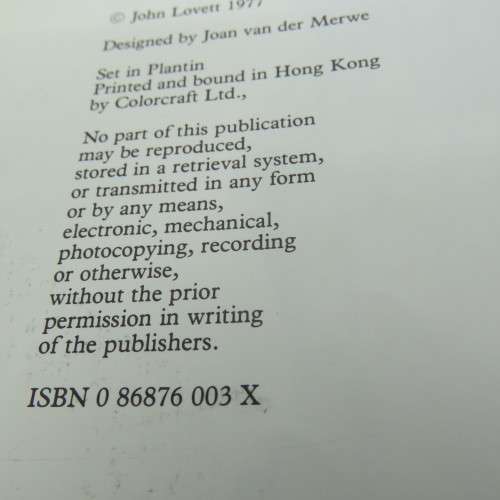 © John Lovett 1977
Designed by Joan van der Merwe
Set in Plantin
Printed and bound in Hong Kong
by Colorcraft Ltd.,
No part of this publication
may be reproduced,
stored in a retrieval system,
or transmitted in any form
or by any means,
electronic, mechanical,
photocopying, recording
or otherwise,
without the prior
permission in writing
of the publishers.
ISBN 0 86876 003 X